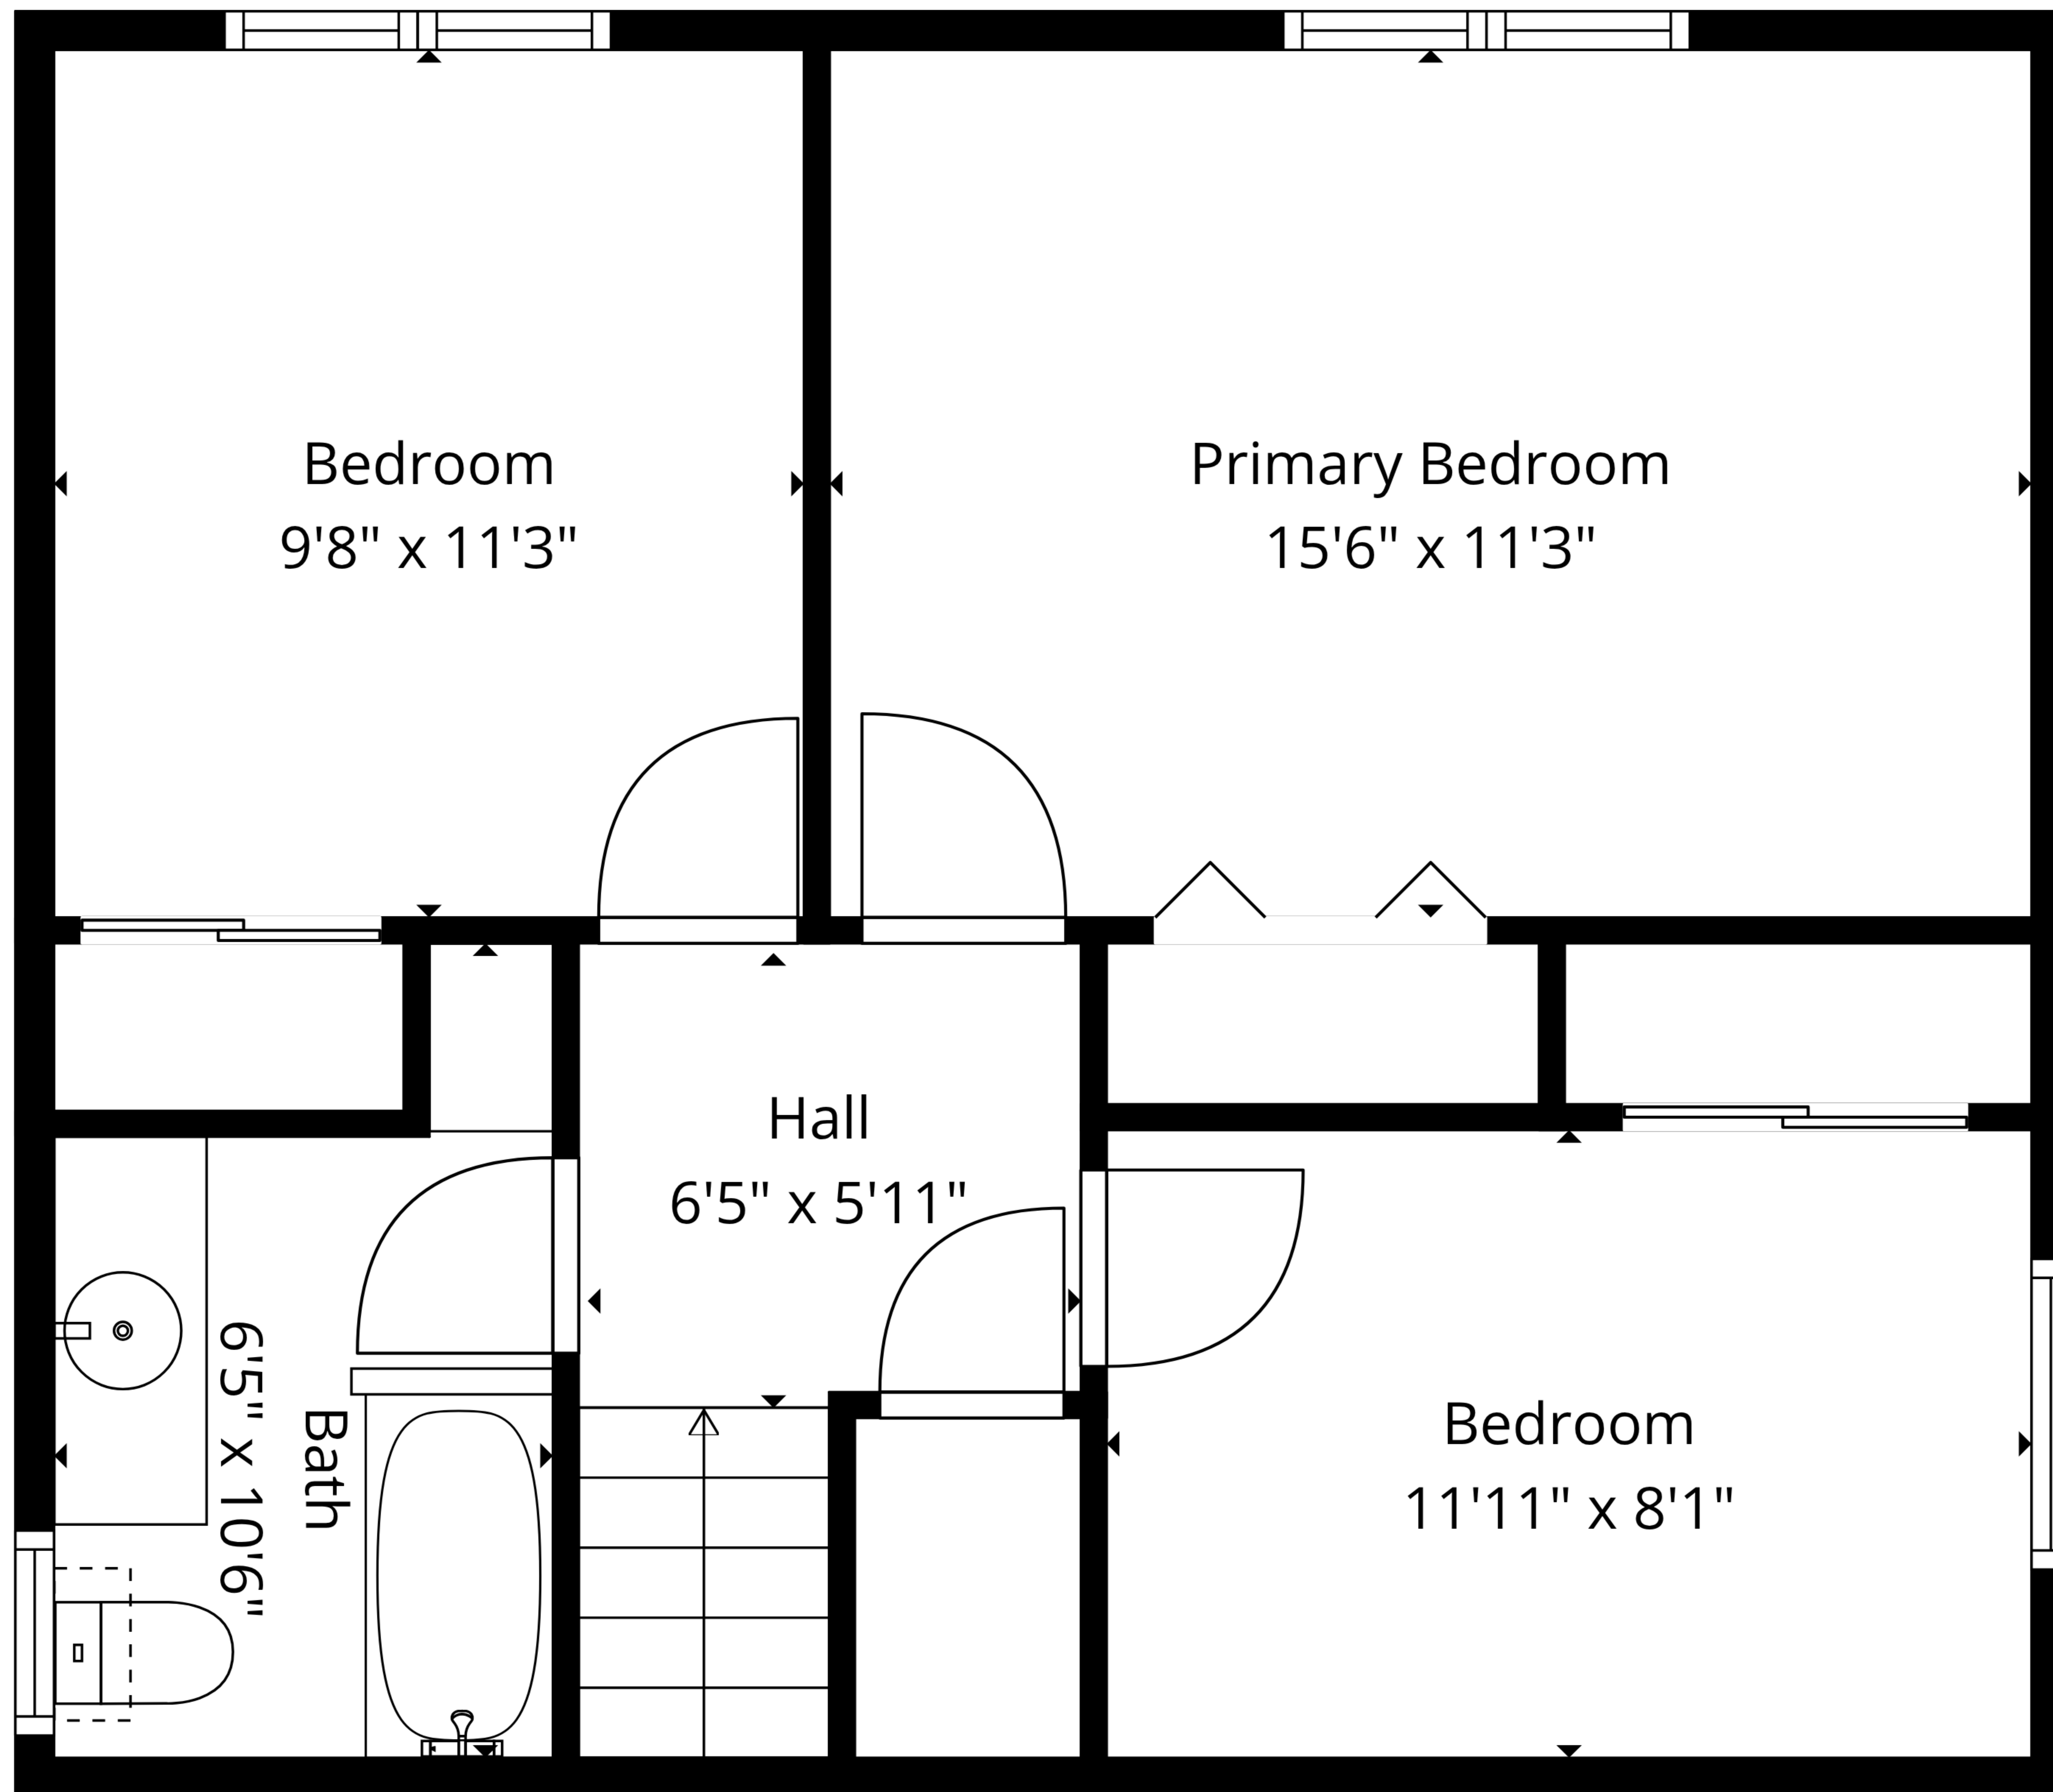 Bedroom
9'8" x 11'3"
Primary Bedroom
15'6" x 11'3"
Hall
6'5" x 5'11"
Bath
6'5" x 10'6"
Bedroom
11'11" x 8'1"